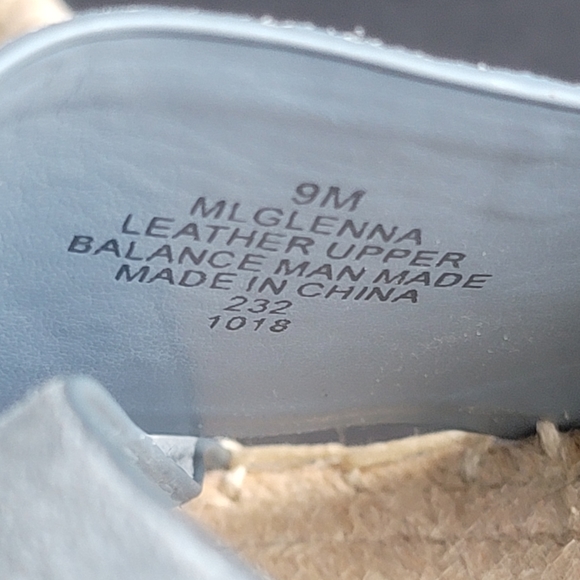 9M
MLGLENNA
LEATHER UPPER
BALANCE MAN MADE
MADE IN CHINA
232
1018